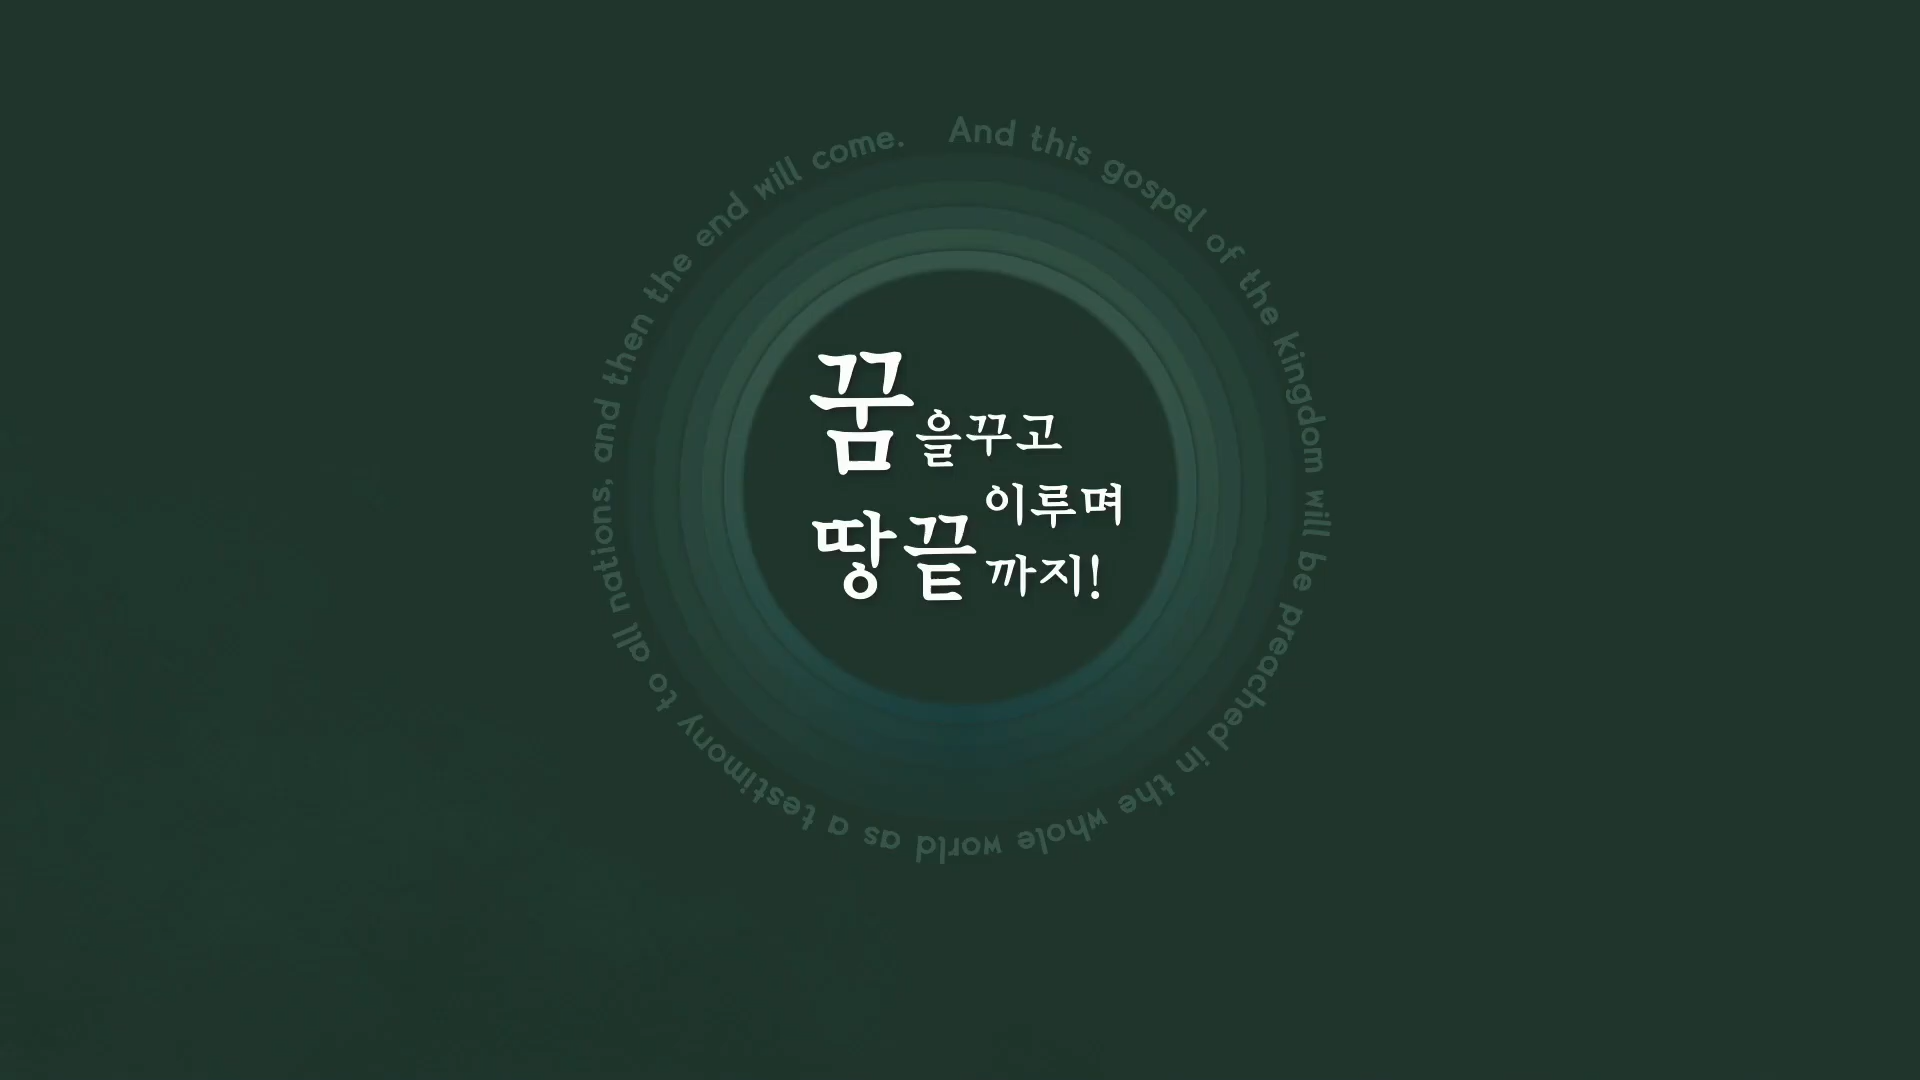 꿈을꾸고
이루며
땅끝까지!
And this gospel of the kingdom will be preached in the whole world as a testimony to all nations, and then the end will come.